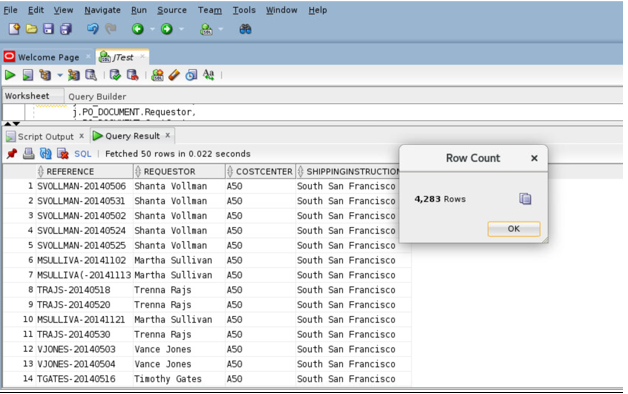 File Edit View Navigate Run Source Team Tools Window Help
Welcome Page × jTest ×
Worksheet Query Builder
j.PO_DOCUMENT.Requestor,
Script Output × Query Result ×
SQL | Fetched 50 rows in 0.022 seconds
REFERENCE REQUESTOR COSTCENTER SHIPPINGINSTRUCTION
1 SVOLLMAN-20140506 Shanta Vollman A50 South San Francisco
2 SVOLLMAN-20140531 Shanta Vollman A50 South San Francisco
3 SVOLLMAN-20140502 Shanta Vollman A50 South San Francisco
4 SVOLLMAN-20140524 Shanta Vollman A50 South San Francisco
5 SVOLLMAN-20140525 Shanta Vollman A50 South San Francisco
6 MSULLIVA-20141102 Martha Sullivan A50 South San Francisco
7 MSULLIVA(-20141113 Martha Sullivan A50 South San Francisco
8 TRAJS-20140518 Trenna Rajs A50 South San Francisco
9 TRAJS-20140520 Trenna Rajs A50 South San Francisco
10 MSULLIVA-20141121 Martha Sullivan A50 South San Francisco
11 TRAJS-20140530 Trenna Rajs A50 South San Francisco
12 VJONES-20140503 Vance Jones A50 South San Francisco
13 VJONES-20140504 Vance Jones A50 South San Francisco
14 TGATES-20140516 Timothy Gates A50 South San Francisco
Row Count ×
4,283 Rows
OK